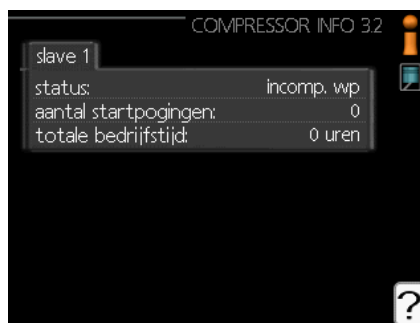 COMPRESSOR INFO 3.2
slave 1
status: incomp. wp
aantal startpogingen: 0
totale bedrijfstijd: 0 uren
?